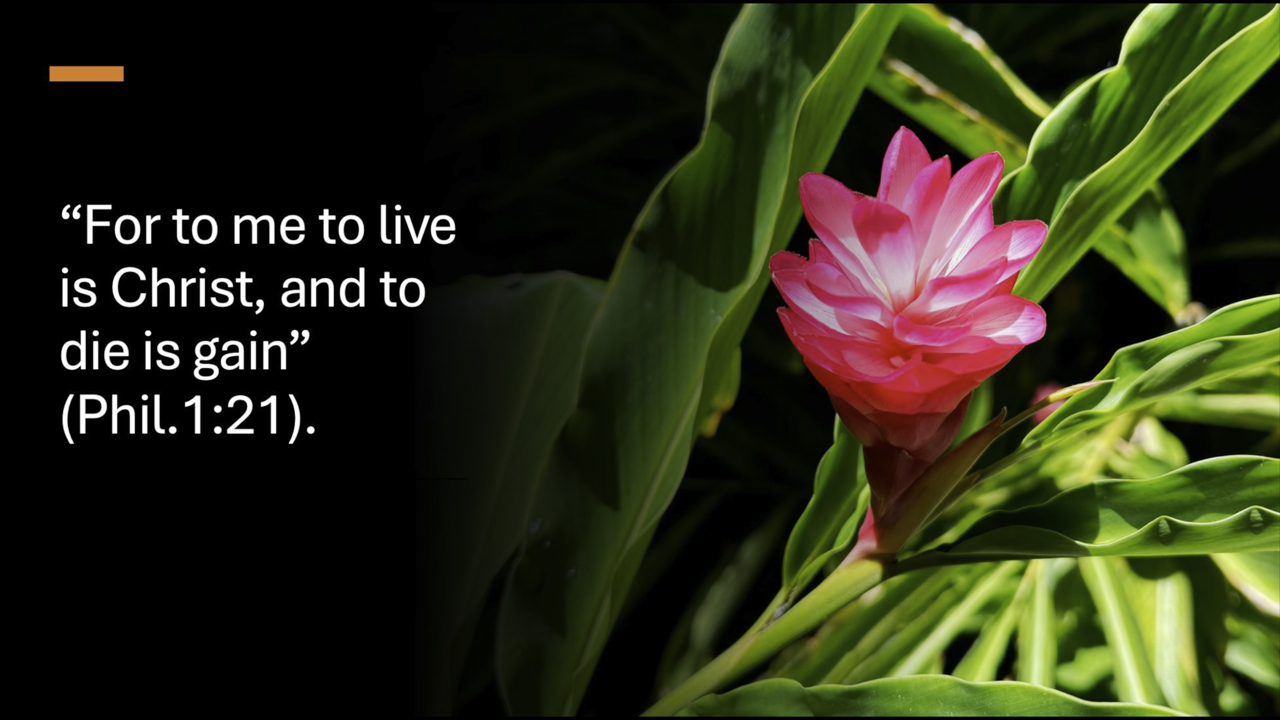 “For to me to live
is Christ, and to
die is gain”
(Phil.1:21).